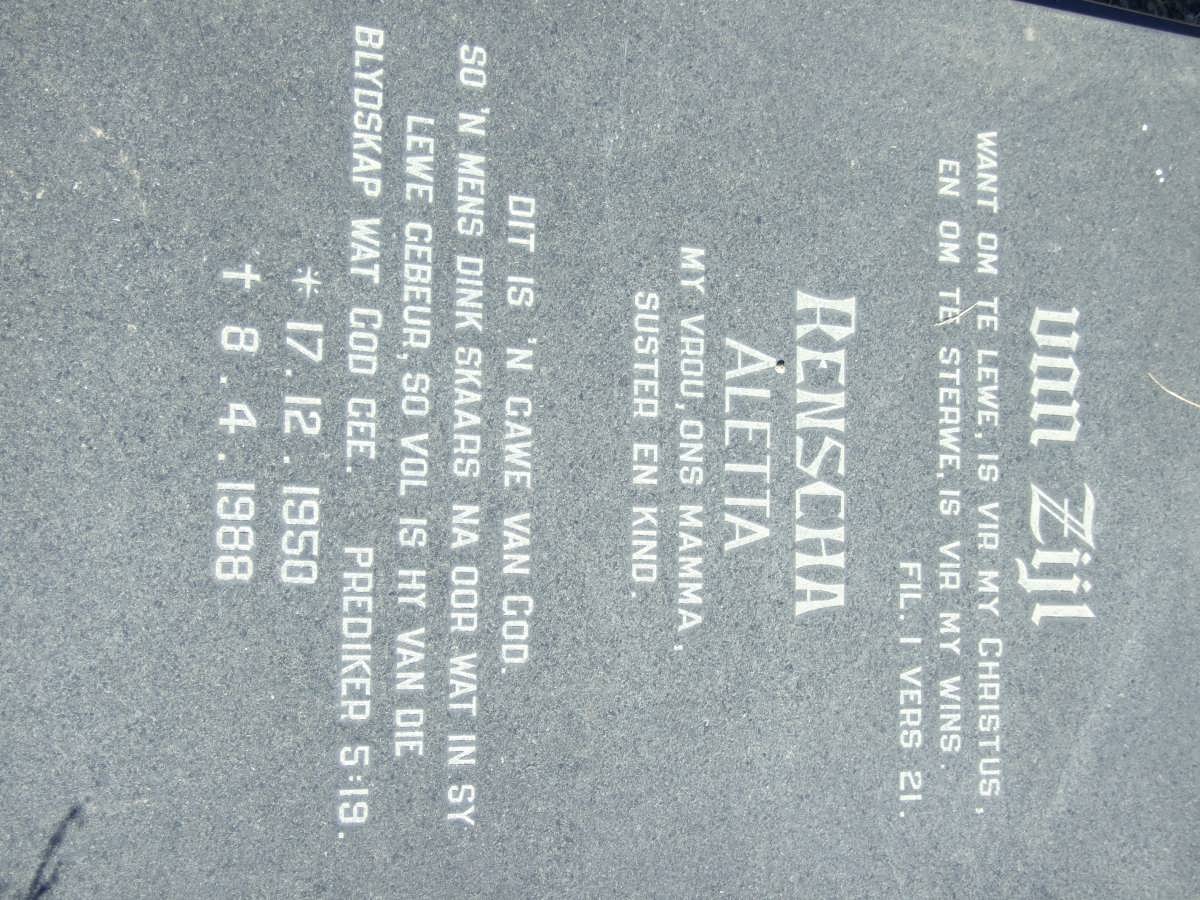 van Zijl
WANT OM TE LEWE, IS VIR MY CHRISTUS,
EN OM TE STERWE, IS VIR MY WINS.
FIL. 1 VERS 21.
RENSCHA
ALETTA
MY VROU, ONS MAMMA,
SUSTER EN KIND.
DIT IS 'N GAWE VAN GOD.
SO 'N MENS DINK SKAARS NA OOR WAT IN SY
LEWE GEBEUR, SO VOL IS HY VAN DIE
BLYDSKAP WAT GOD GEE. PREDIKER 5:19.
* 17.12.1950
† 8.4.1988